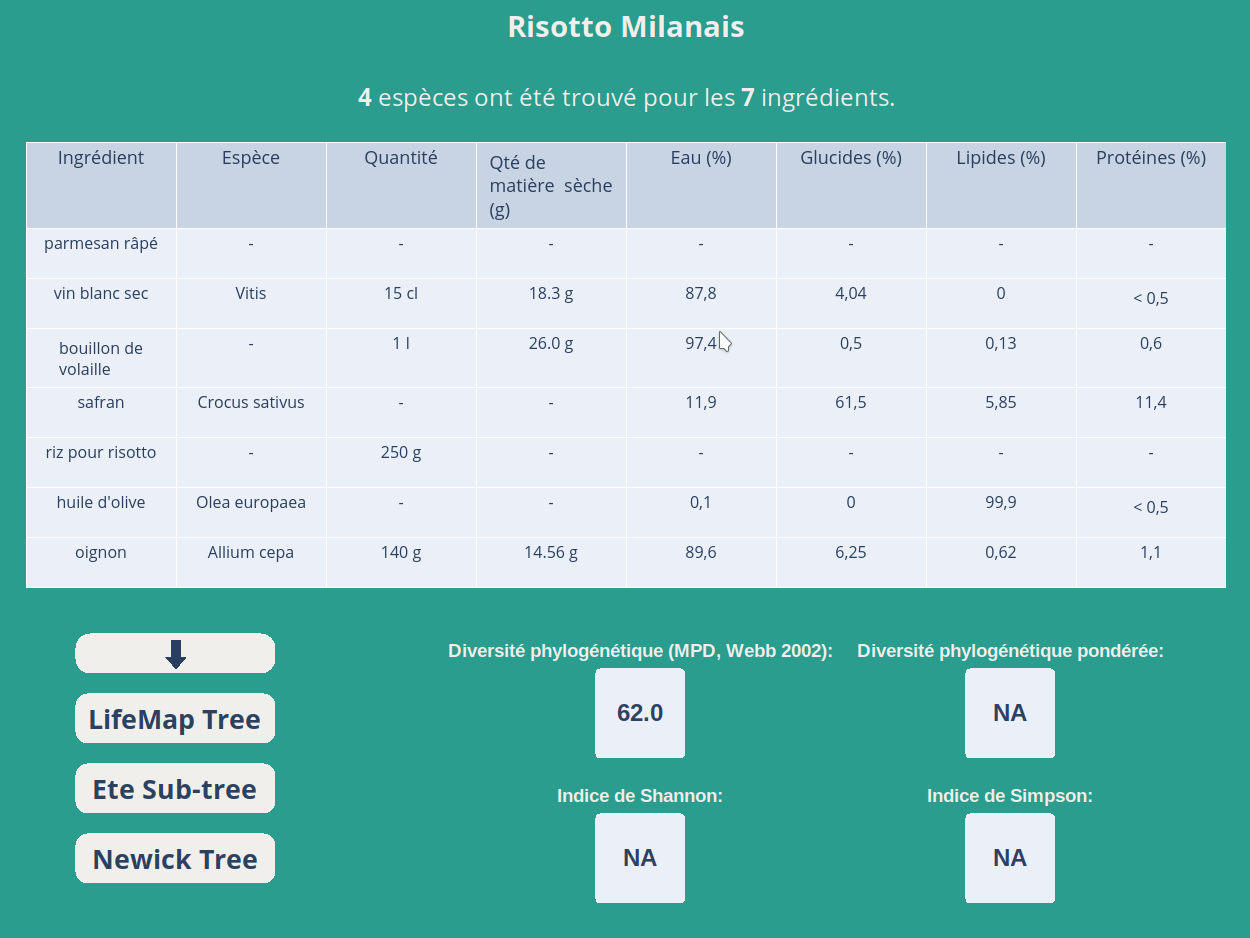 Risotto Milanais
4 espèces ont été trouvé pour les 7 ingrédients.
Ingrédient Espèce Quantité Qté de matière sèche (g) Eau (%) Glucides (%) Lipides (%) Protéines (%)
parmesan râpé - - - - - - -
vin blanc sec Vitis 15 cl 18.3 g 87,8 4,04 0 < 0,5
bouillon de volaille - 1 l 26.0 g 97,4 0,5 0,13 0,6
safran Crocus sativus - - 11,9 61,5 5,85 11,4
riz pour risotto - 250 g - - - - -
huile d'olive Olea europaea - - 0,1 0 99,9 < 0,5
oignon Allium cepa 140 g 14.56 g 89,6 6,25 0,62 1,1
LifeMap Tree
Ete Sub-tree
Newick Tree
Diversité phylogénétique (MPD, Webb 2002): Diversité phylogénétique pondérée:
62.0 NA
Indice de Shannon: Indice de Simpson:
NA NA